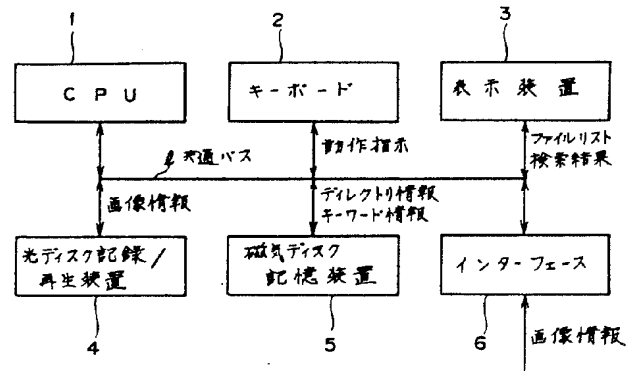 1
2
3
CPU
キーボード
表示装置
動作指示
ファイルリスト
検索結果
ℓ 共通バス
画像情報
ディレクトリ情報
キーワード情報
光ディスク記録/
再生装置
磁気ディスク
記憶装置
インターフェース
4
5
6
画像情報